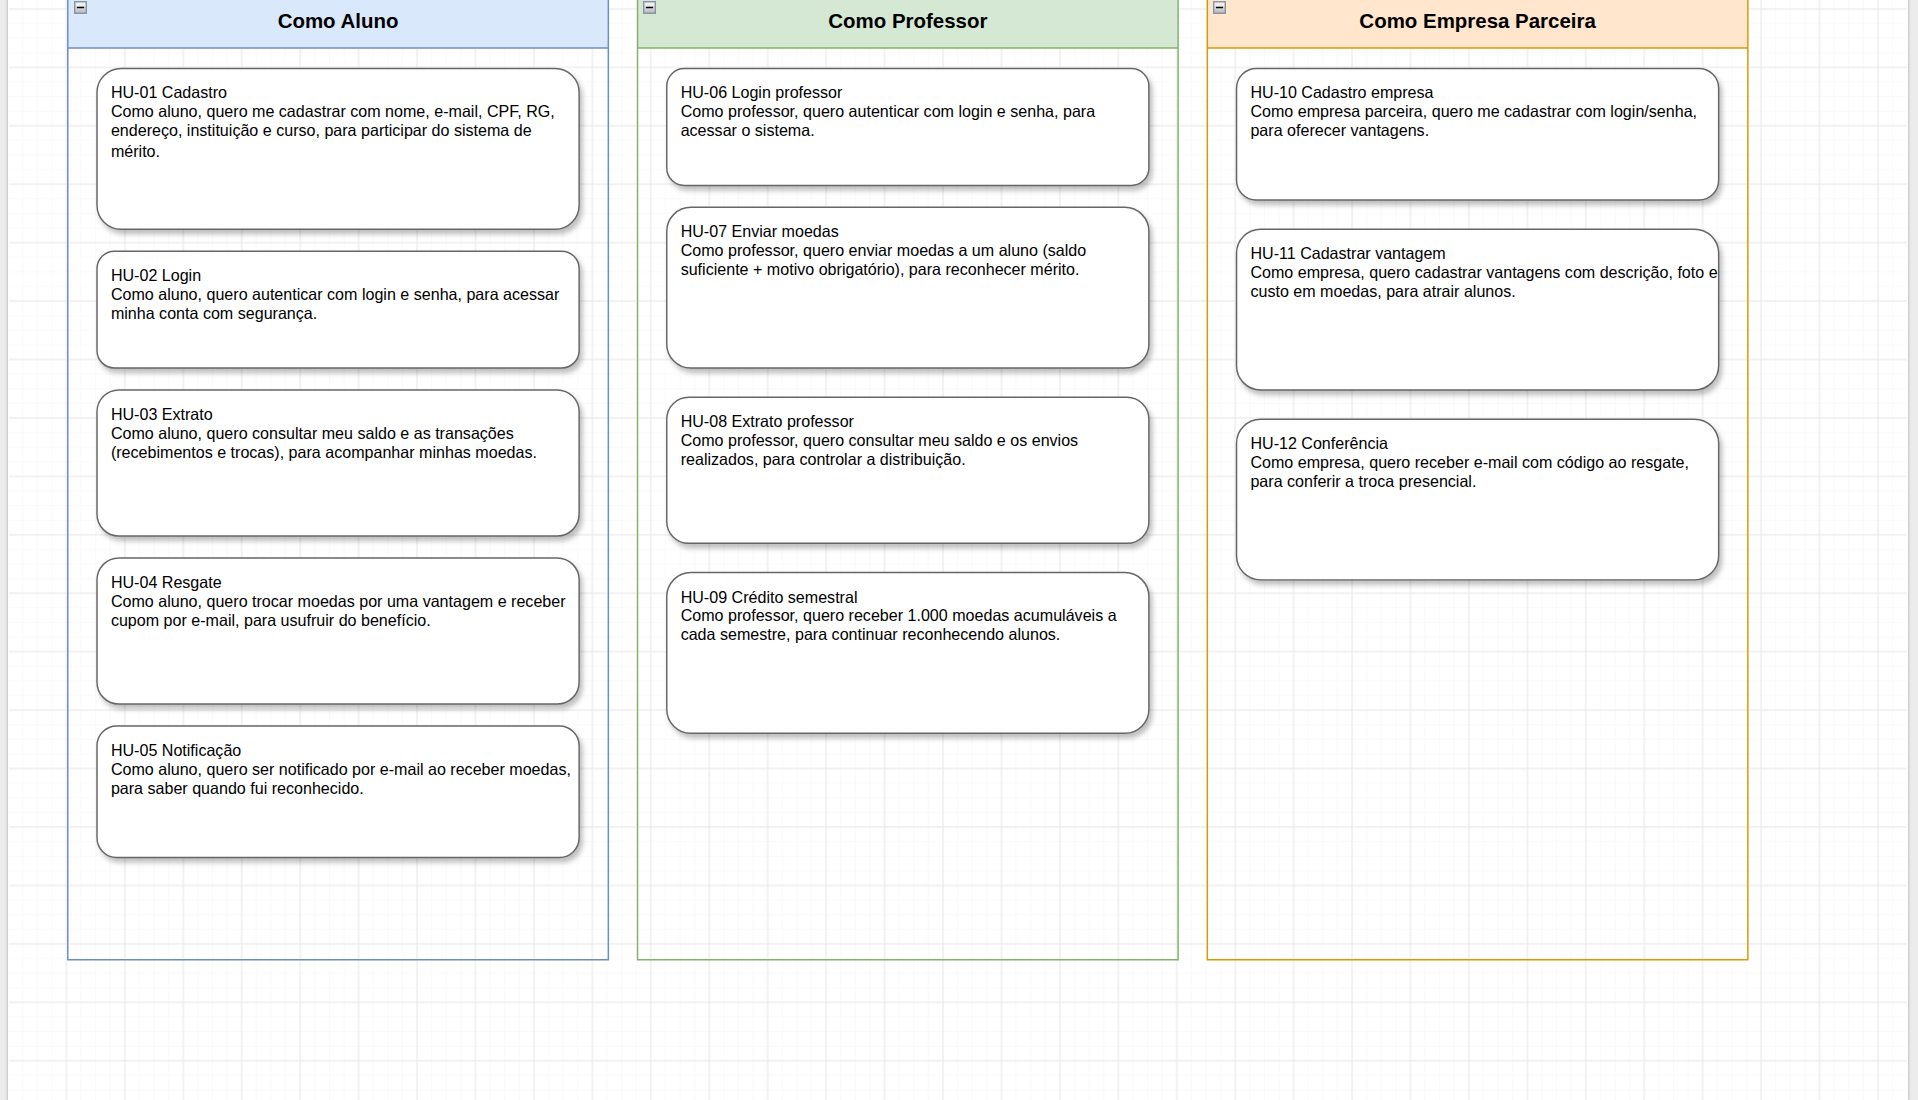 Como Aluno
HU-01 Cadastro
Como aluno, quero me cadastrar com nome, e-mail, CPF, RG,
endereço, instituição e curso, para participar do sistema de
mérito.
HU-02 Login
Como aluno, quero autenticar com login e senha, para acessar
minha conta com segurança.
HU-03 Extrato
Como aluno, quero consultar meu saldo e as transações
(recebimentos e trocas), para acompanhar minhas moedas.
HU-04 Resgate
Como aluno, quero trocar moedas por uma vantagem e receber
cupom por e-mail, para usufruir do benefício.
HU-05 Notificação
Como aluno, quero ser notificado por e-mail ao receber moedas,
para saber quando fui reconhecido.
Como Professor
HU-06 Login professor
Como professor, quero autenticar com login e senha, para
acessar o sistema.
HU-07 Enviar moedas
Como professor, quero enviar moedas a um aluno (saldo
suficiente + motivo obrigatório), para reconhecer mérito.
HU-08 Extrato professor
Como professor, quero consultar meu saldo e os envios
realizados, para controlar a distribuição.
HU-09 Crédito semestral
Como professor, quero receber 1.000 moedas acumuláveis a
cada semestre, para continuar reconhecendo alunos.
Como Empresa Parceira
HU-10 Cadastro empresa
Como empresa parceira, quero me cadastrar com login/senha,
para oferecer vantagens.
HU-11 Cadastrar vantagem
Como empresa, quero cadastrar vantagens com descrição, foto e
custo em moedas, para atrair alunos.
HU-12 Conferência
Como empresa, quero receber e-mail com código ao resgate,
para conferir a troca presencial.